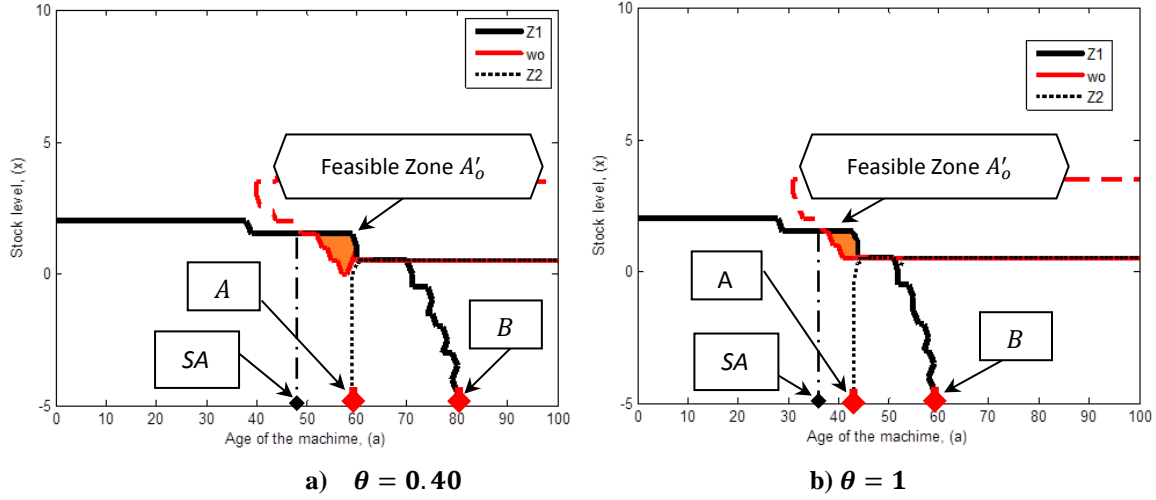 10
5
0
-5
Stock level, (x)
Z1
wo
Z2
Feasible Zone A′ₒ
A
SA
B
0 10 20 30 40 50 60 70 80 90 100
Age of the machime, (a)
a) θ = 0.40
10
5
0
-5
Stock level, (x)
Z1
wo
Z2
Feasible Zone A′ₒ
A
SA
B
0 10 20 30 40 50 60 70 80 90 100
Age of the machime, (a)
b) θ = 1